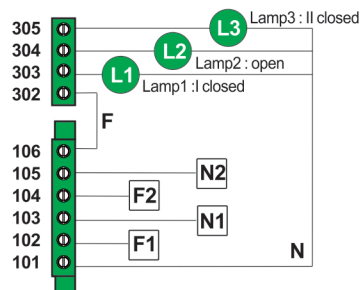 305
L3
Lamp3 : II closed
304
L2
Lamp2 : open
303
L1
Lamp1 :I closed
302
F
106
105
N2
104
F2
103
N1
102
F1
N
101